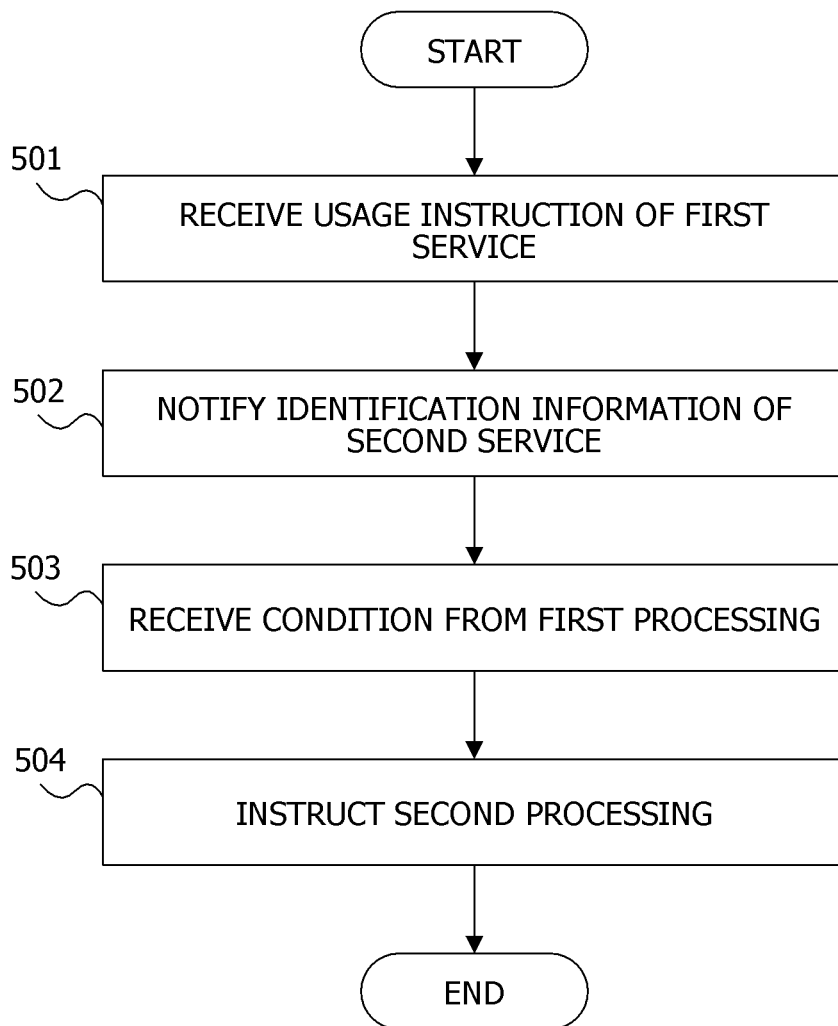 START
501
RECEIVE USAGE INSTRUCTION OF FIRST
SERVICE
502
NOTIFY IDENTIFICATION INFORMATION OF
SECOND SERVICE
503
RECEIVE CONDITION FROM FIRST PROCESSING
504
INSTRUCT SECOND PROCESSING
END